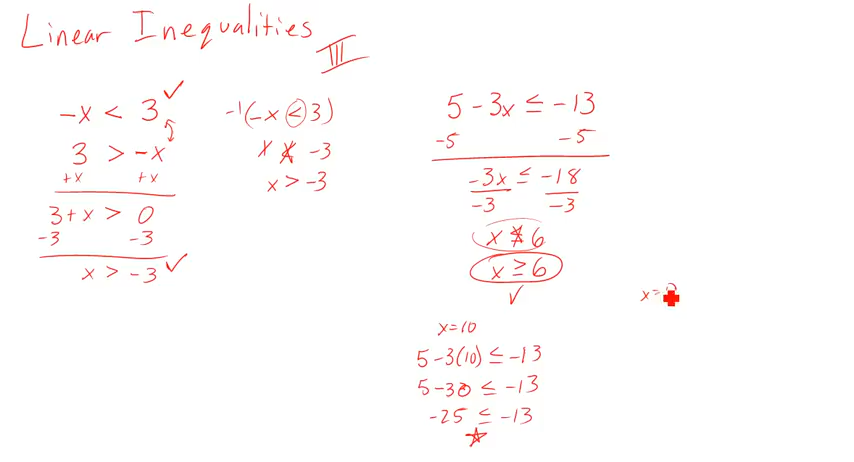 Linear Inequalities
III
-x < 3 ✓
3 > -x
+x +x
3 + x > 0
-3 -3
x > -3 ✓
-1(-x < 3)
x < -3
x > -3
5 - 3x ≤ -13
-5 -5
-3x ≤ -18
-3 -3
x ≤ 6
x ≥ 6
✓
x=10
5 - 3(10) ≤ -13
5 - 30 ≤ -13
-25 ≤ -13
x=